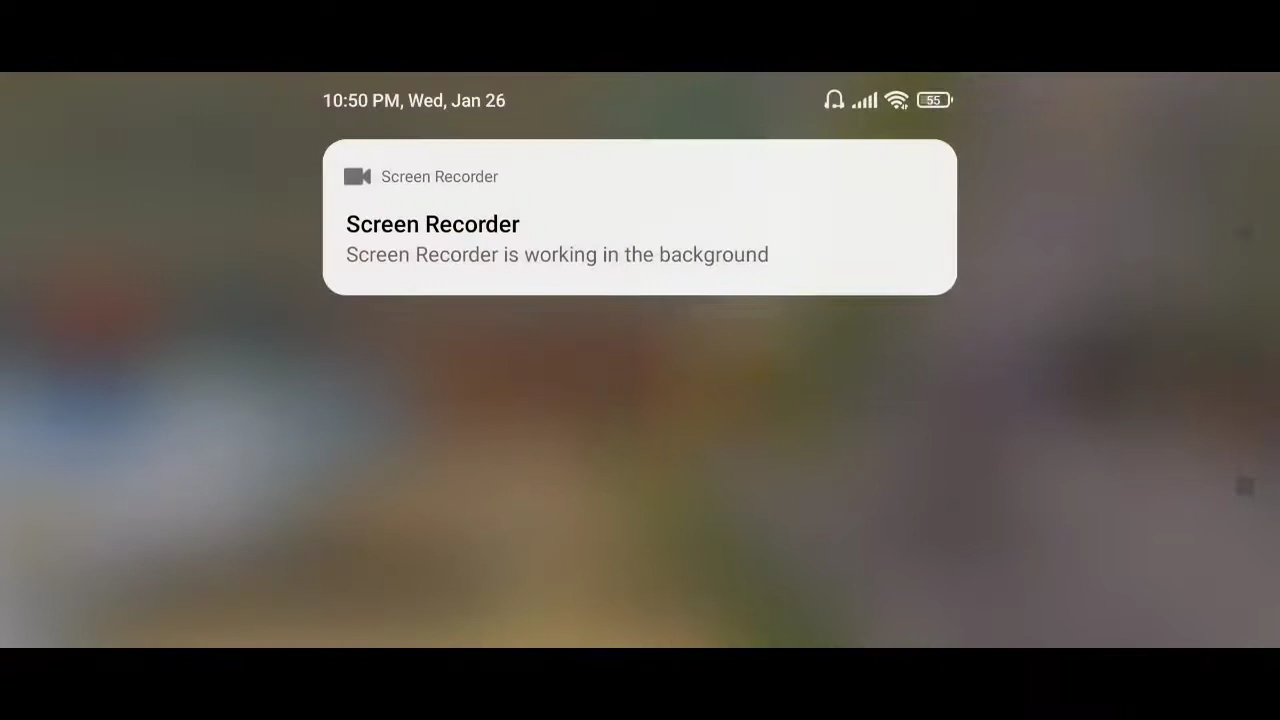 10:50 PM, Wed, Jan 26 55
Screen Recorder
Screen Recorder
Screen Recorder is working in the background